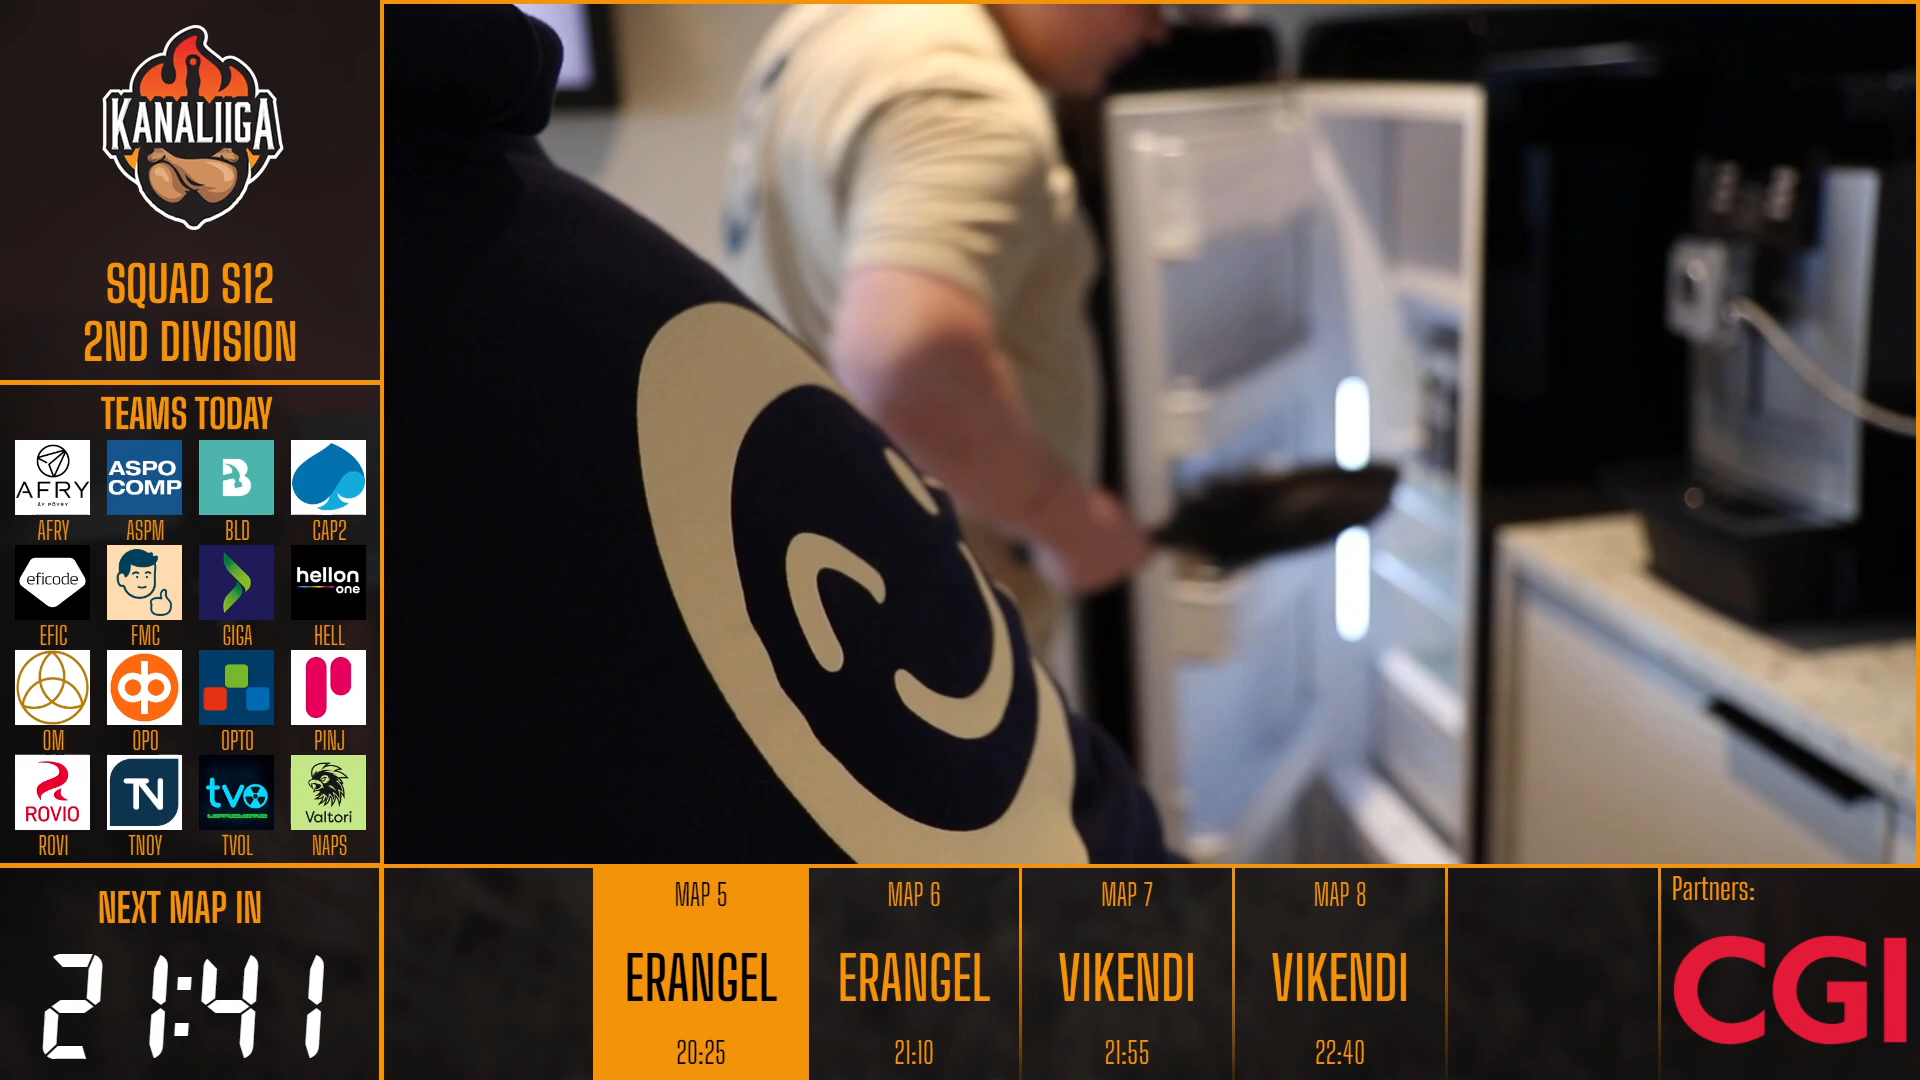 KANALIIGA
SQUAD S12
2ND DIVISION
TEAMS TODAY
AFRY
ÅF PÖYRY
ASPO
COMP
B
AFRY
ASPM
BLD
CAP2
eficode
hellon
one
EFIC
FMC
GIGA
HELL
OM
OPO
OPTO
PINJ
ROVIO
TN
tvo
Valtori
ROVI
TNOY
TVOL
NAPS
NEXT MAP IN
21:41
MAP 5
ERANGEL
20:25
MAP 6
ERANGEL
21:10
MAP 7
VIKENDI
21:55
MAP 8
VIKENDI
22:40
Partners:
CGI